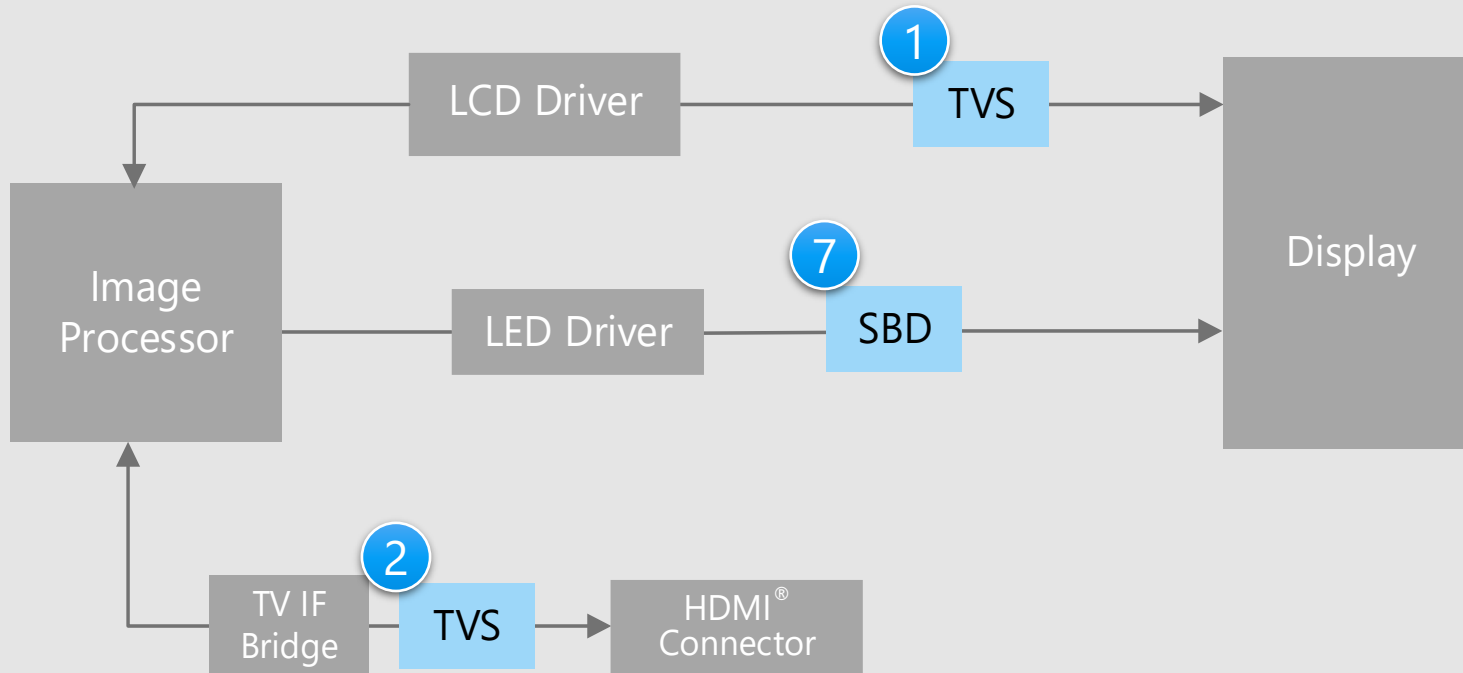 1
LCD Driver
TVS
Display
Image
Processor
7
LED Driver
SBD
2
TV IF
Bridge
TVS
HDMI®
Connector